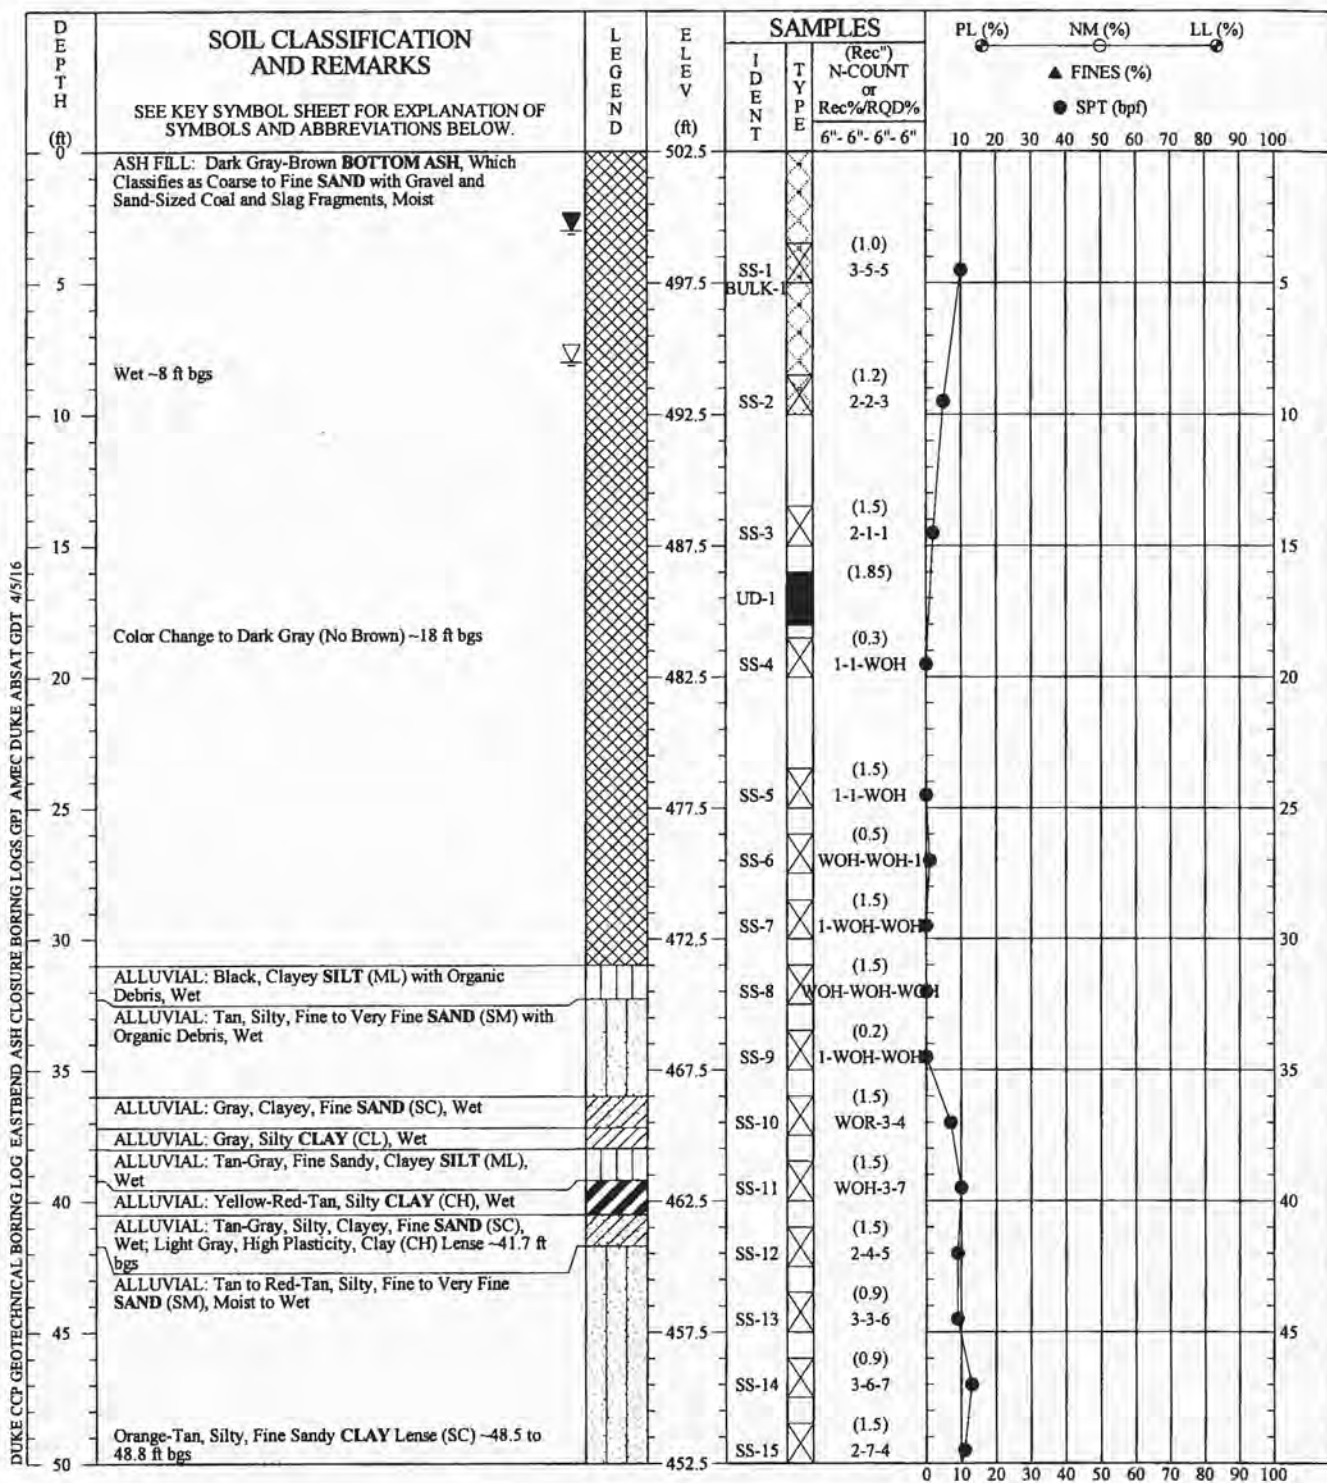 DEPTH
(ft)
SOIL CLASSIFICATION
AND REMARKS
SEE KEY SYMBOL SHEET FOR EXPLANATION OF
SYMBOLS AND ABBREVIATIONS BELOW.
LEGEND
ELEV
(ft)
SAMPLES
IDENT
TYPE
(Rec")
N-COUNT
or
Rec%/RQD%
6"- 6"- 6"- 6"
PL (%) NM (%) LL (%)
▲ FINES (%)
● SPT (bpf)
10 20 30 40 50 60 70 80 90 100
0
ASH FILL: Dark Gray-Brown BOTTOM ASH, Which
Classifies as Coarse to Fine SAND with Gravel and
Sand-Sized Coal and Slag Fragments, Moist
502.5
(1.0)
SS-1 3-5-5
BULK-1
5 497.5 5
Wet ~8 ft bgs
(1.2)
SS-2 2-2-3
10 492.5 10
(1.5)
SS-3 2-1-1
15 487.5 15
(1.85)
UD-1
Color Change to Dark Gray (No Brown) ~18 ft bgs
(0.3)
SS-4 1-1-WOH
20 482.5 20
(1.5)
SS-5 1-1-WOH
25 477.5 25
(0.5)
SS-6 WOH-WOH-1
(1.5)
SS-7 1-WOH-WOH
30 472.5 30
ALLUVIAL: Black, Clayey SILT (ML) with Organic
Debris, Wet
(1.5)
SS-8 WOH-WOH-WOH
ALLUVIAL: Tan, Silty, Fine to Very Fine SAND (SM) with
Organic Debris, Wet
(0.2)
SS-9 1-WOH-WOH
35 467.5 35
ALLUVIAL: Gray, Clayey, Fine SAND (SC), Wet
(1.5)
SS-10 WOR-3-4
ALLUVIAL: Gray, Silty CLAY (CL), Wet
ALLUVIAL: Tan-Gray, Fine Sandy, Clayey SILT (ML),
Wet
(1.5)
SS-11 WOH-3-7
ALLUVIAL: Yellow-Red-Tan, Silty CLAY (CH), Wet
40 462.5 40
ALLUVIAL: Tan-Gray, Silty, Clayey, Fine SAND (SC),
Wet; Light Gray, High Plasticity, Clay (CH) Lense ~41.7 ft
bgs
(1.5)
SS-12 2-4-5
ALLUVIAL: Tan to Red-Tan, Silty, Fine to Very Fine
SAND (SM), Moist to Wet
(0.9)
SS-13 3-3-6
45 457.5 45
(0.9)
SS-14 3-6-7
Orange-Tan, Silty, Fine Sandy CLAY Lense (SC) ~48.5 to
48.8 ft bgs
(1.5)
SS-15 2-7-4
50 452.5
0 10 20 30 40 50 60 70 80 90 100
DUKE CCP GEOTECHNICAL BORING LOG EASTBEND ASH CLOSURE BORING LOGS.GPJ AMEC DUKE ABSAT GDT 4/5/16